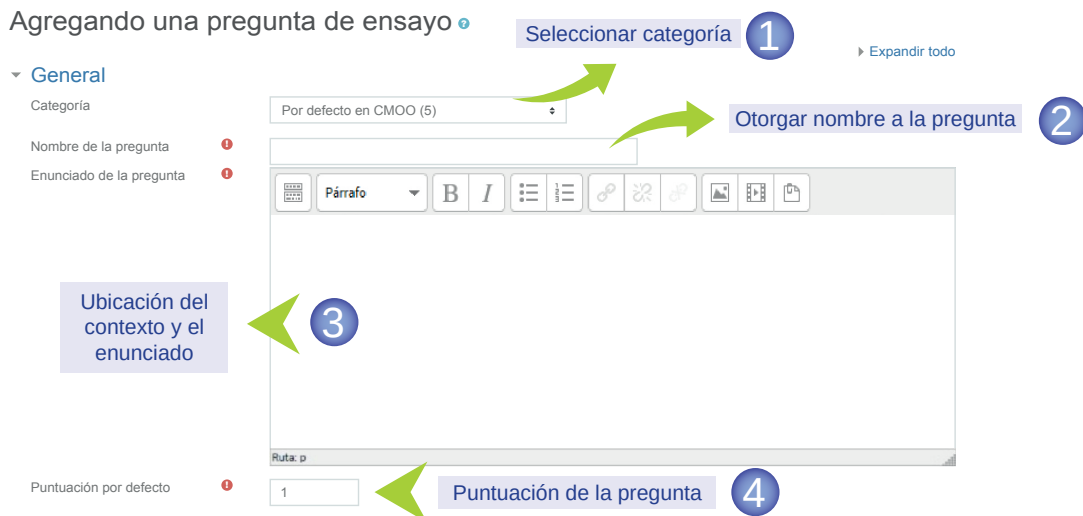 Agregando una pregunta de ensayo
Seleccionar categoría 1
Expandir todo
General
Categoría
Por defecto en CMOO (5)
Otorgar nombre a la pregunta 2
Nombre de la pregunta
Enunciado de la pregunta
Párrafo B I
Ubicación del
contexto y el
enunciado
3
Ruta: p
Puntuación por defecto
1
Puntuación de la pregunta 4